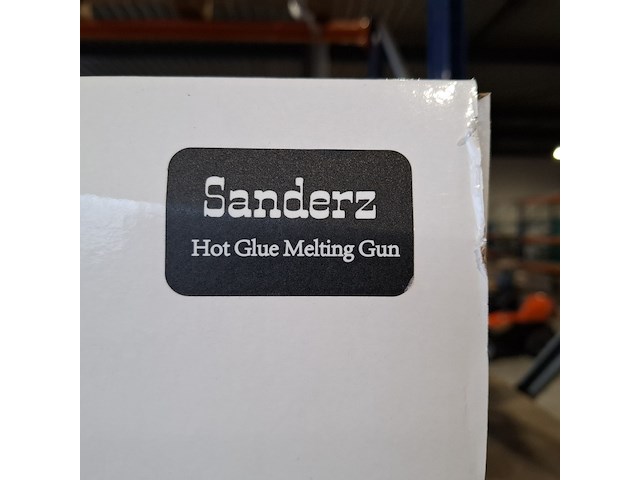 Sanderz
Hot Glue Melting Gun